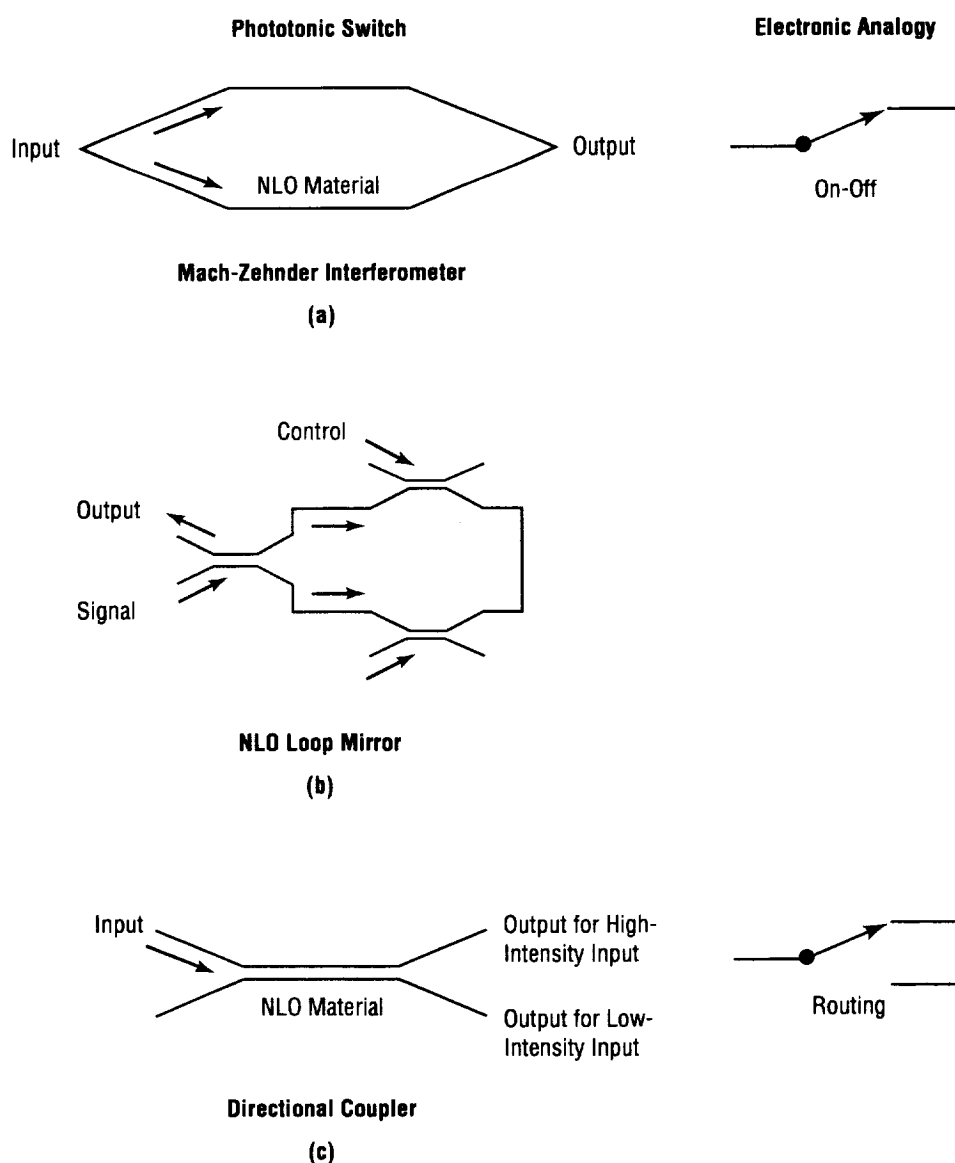 Phototonic Switch
Electronic Analogy
Input
NLO Material
Output
On-Off
Mach-Zehnder Interferometer
(a)
Control
Output
Signal
NLO Loop Mirror
(b)
Input
Output for High-
Intensity Input
NLO Material
Output for Low-
Intensity Input
Routing
Directional Coupler
(c)